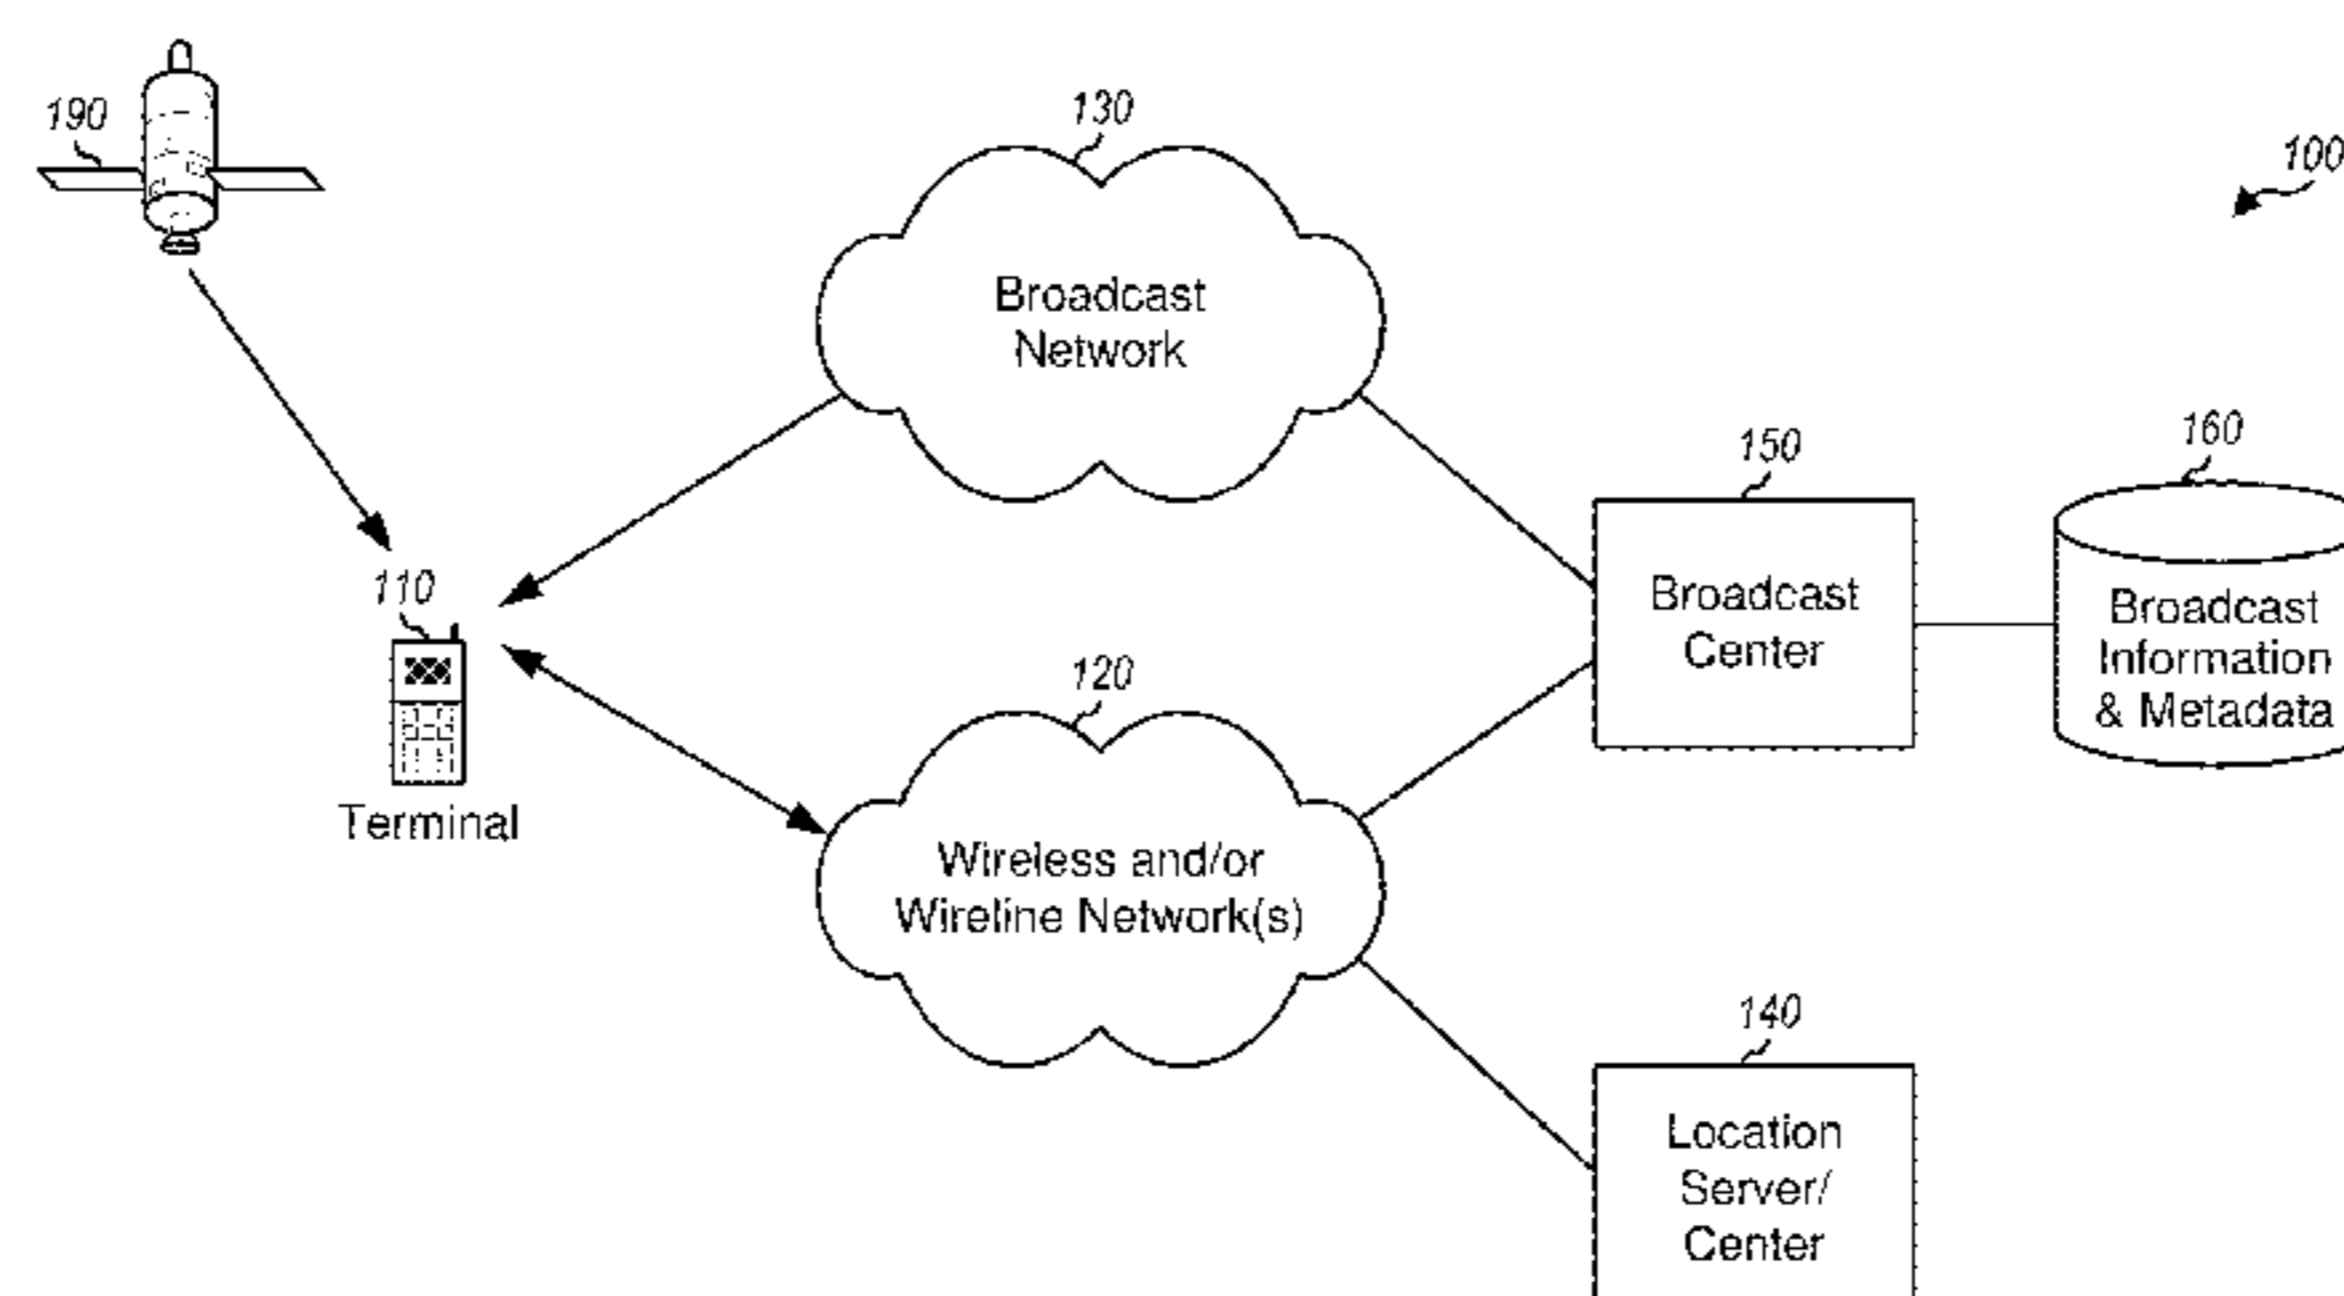 190
130
100
Broadcast
Network
150
160
Broadcast
Center
Broadcast
Information
& Metadata
110
Terminal
120
Wireless and/or
Wireline Network(s)
140
Location
Server/
Center